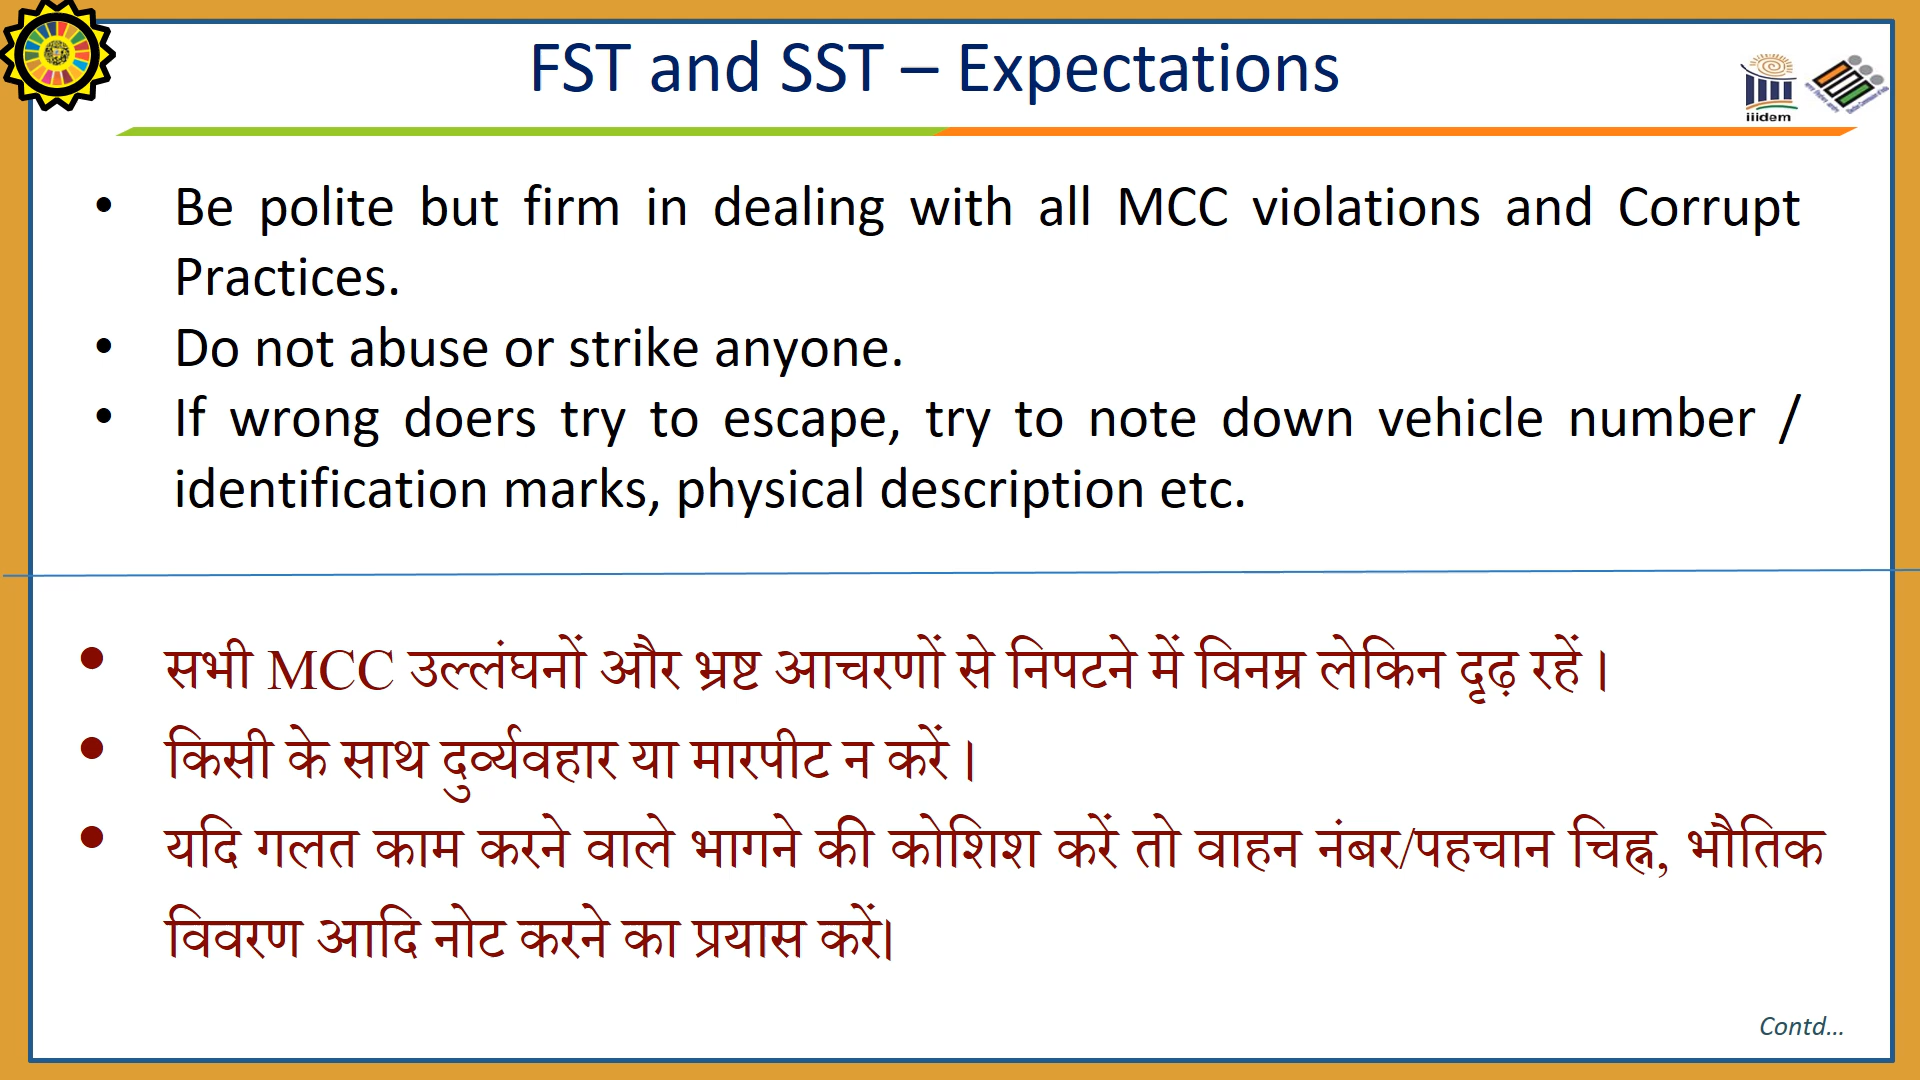 FST and SST – Expectations
iiidem
• Be polite but firm in dealing with all MCC violations and Corrupt
Practices.
• Do not abuse or strike anyone.
• If wrong doers try to escape, try to note down vehicle number /
identification marks, physical description etc.
• सभी MCC उल्लंघनों और भ्रष्ट आचरणों से निपटने में विनम्र लेकिन दृढ़ रहें।
• किसी के साथ दुर्व्यवहार या मारपीट न करें।
• यदि गलत काम करने वाले भागने की कोशिश करें तो वाहन नंबर/पहचान चिह्न, भौतिक
विवरण आदि नोट करने का प्रयास करें।
Contd...